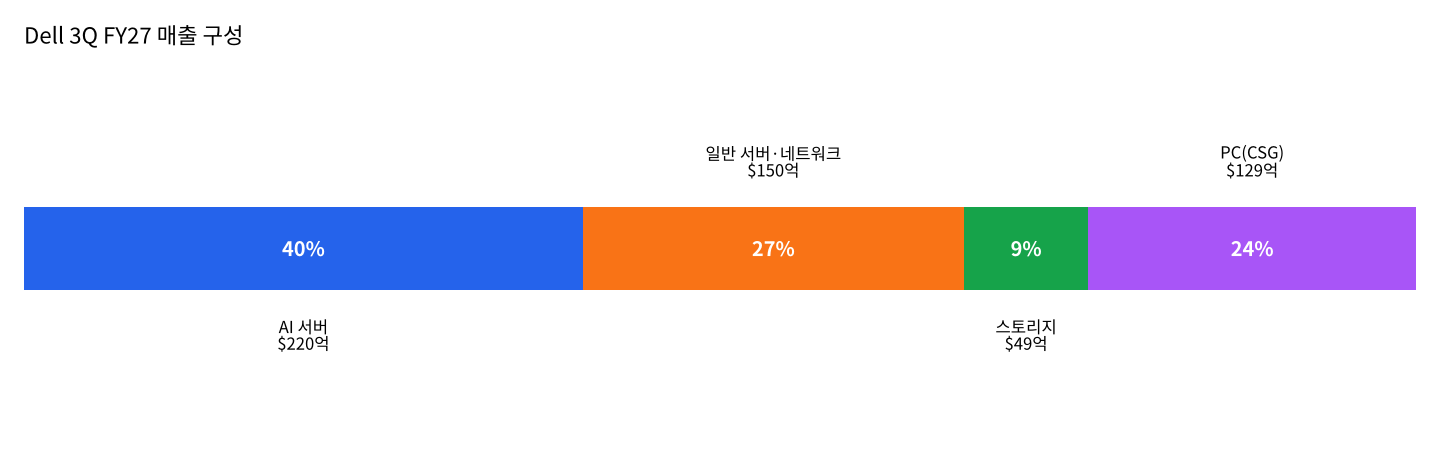 Dell 3Q FY27 매출 구성
일반 서버·네트워크
$150억
PC(CSG)
$129억
40%
27%
9%
24%
AI 서버
$220억
스토리지
$49억